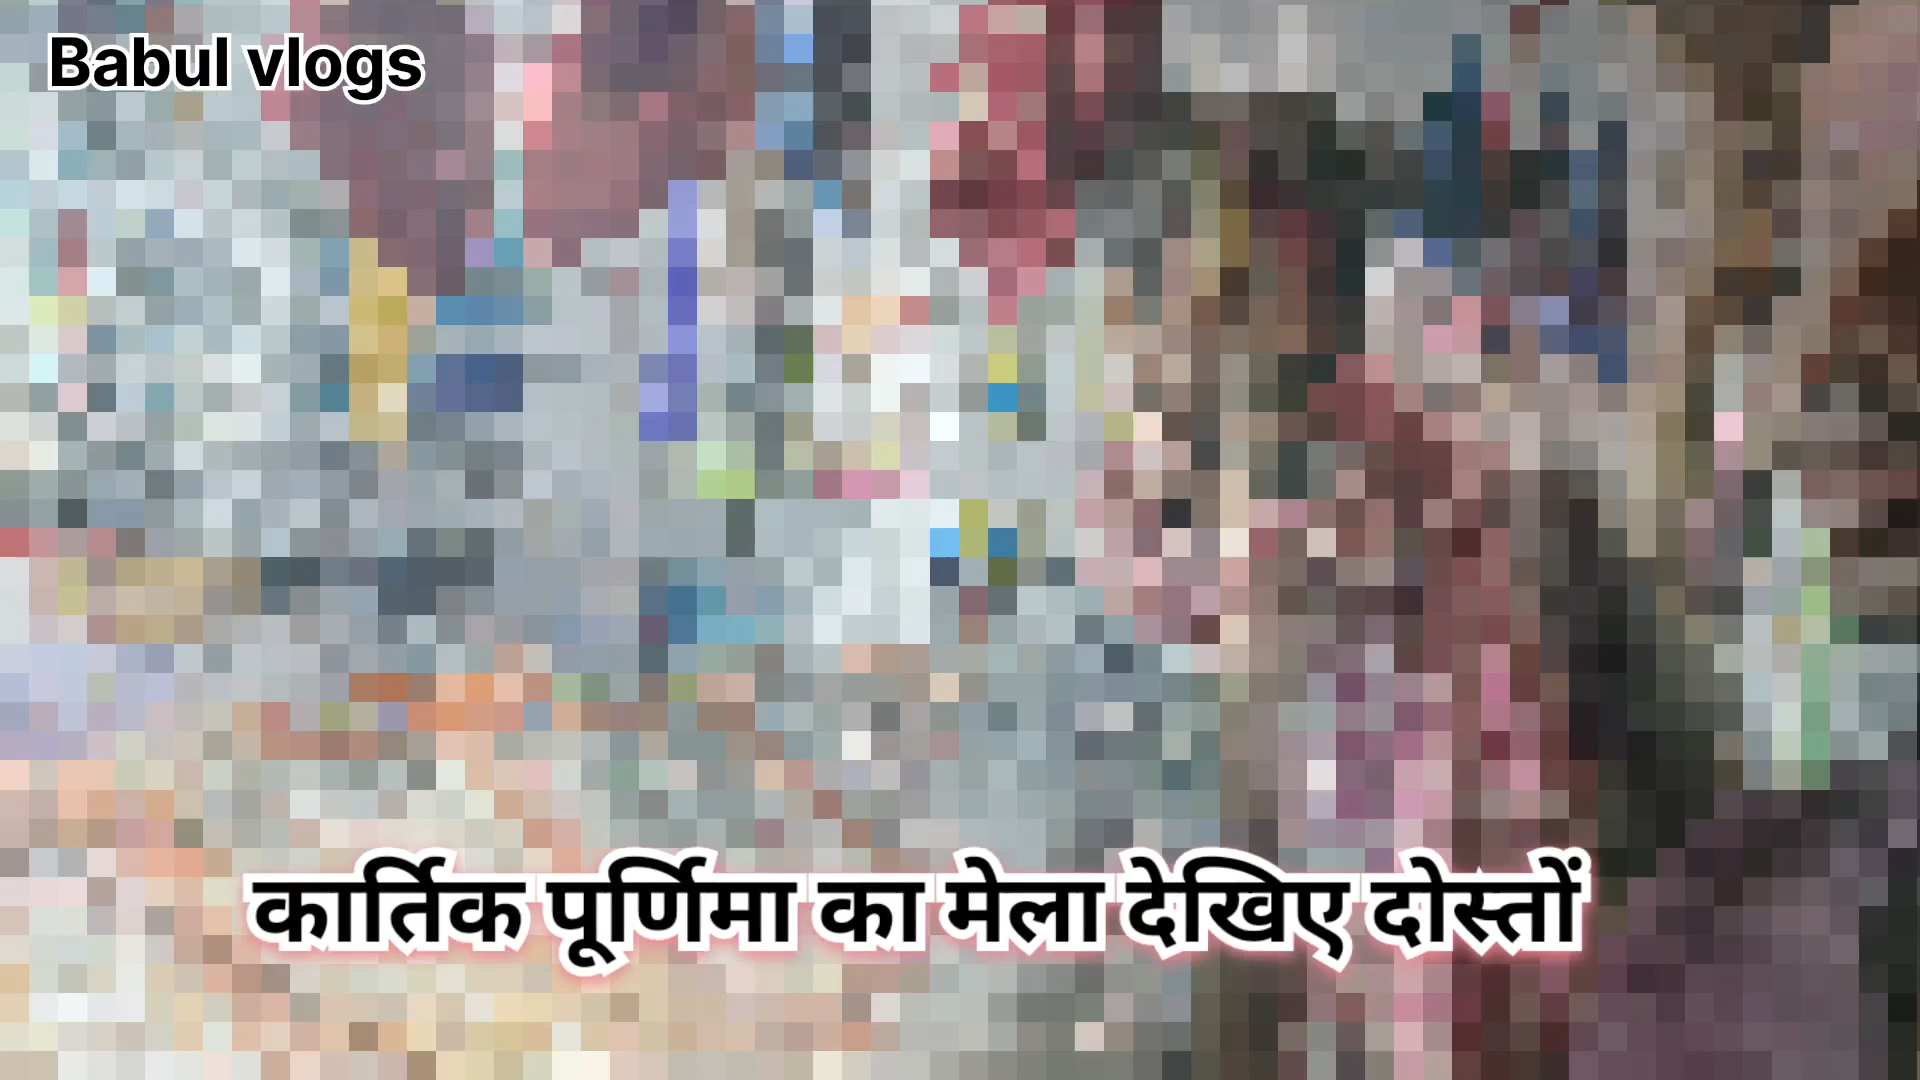 Babul vlogs
कार्तिक पूर्णिमा का मेला देखिए दोस्तों